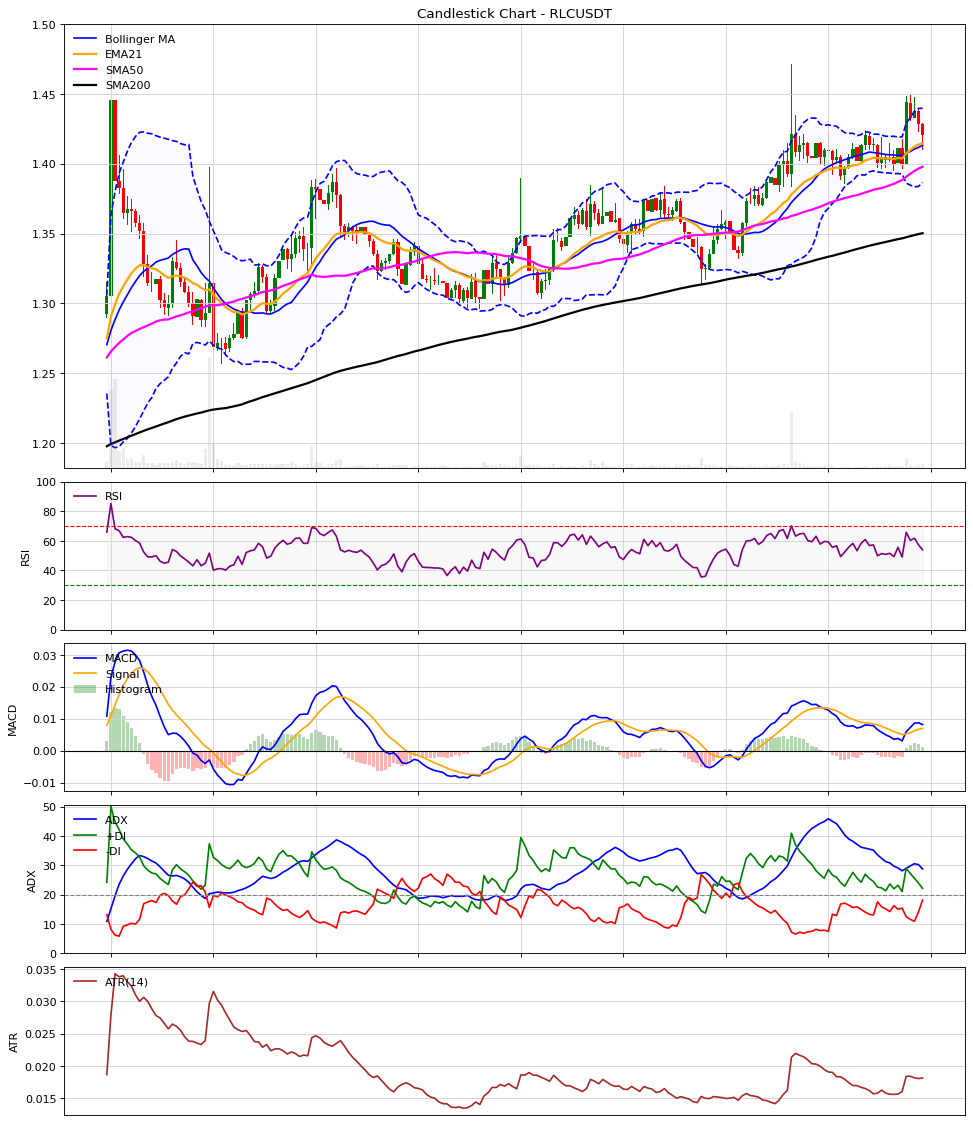 Candlestick Chart - RLCUSDT
1.50
1.45
1.40
1.35
1.30
1.25
1.20
Bollinger MA
EMA21
SMA50
SMA200
100
80
60
40
20
0
RSI
RSI
0.03
0.02
0.01
0.00
−0.01
MACD
MACD
Signal
Histogram
50
40
30
20
10
0
ADX
ADX
+DI
-DI
0.035
0.030
0.025
0.020
0.015
ATR
ATR(14)